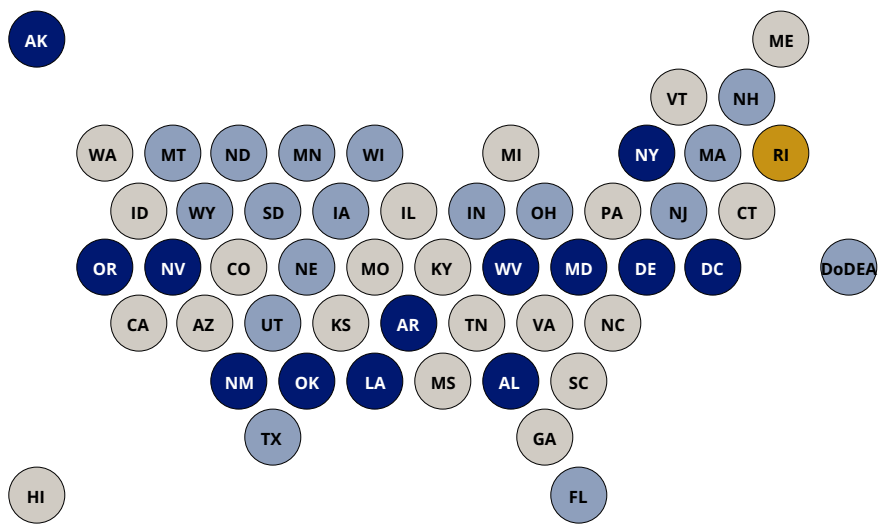 AK ME
VT NH
WA MT ND MN WI MI NY MA RI
ID WY SD IA IL IN OH PA NJ CT
OR NV CO NE MO KY WV MD DE DC DoDEA
CA AZ UT KS AR TN VA NC
NM OK LA MS AL SC
TX GA
HI FL